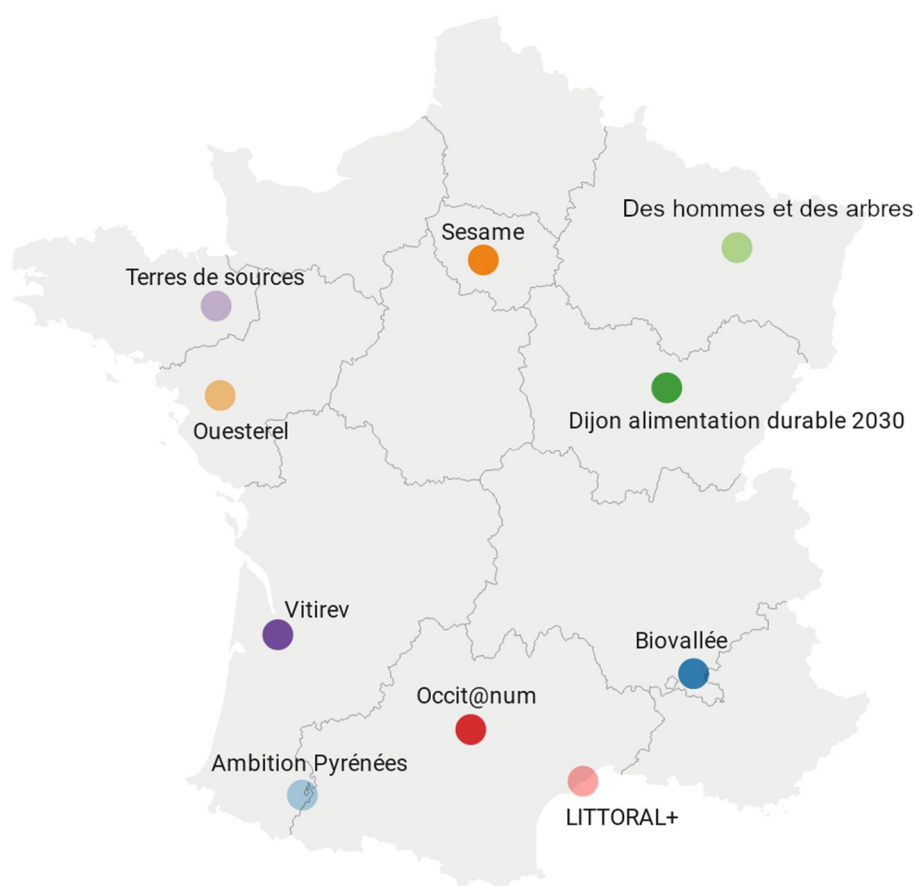 Des hommes et des arbres
Sesame
Terres de sources
Dijon alimentation durable 2030
Ouesterel
Vitirev
Biovallée
Occit@num
Ambition Pyrénées
LITTORAL+